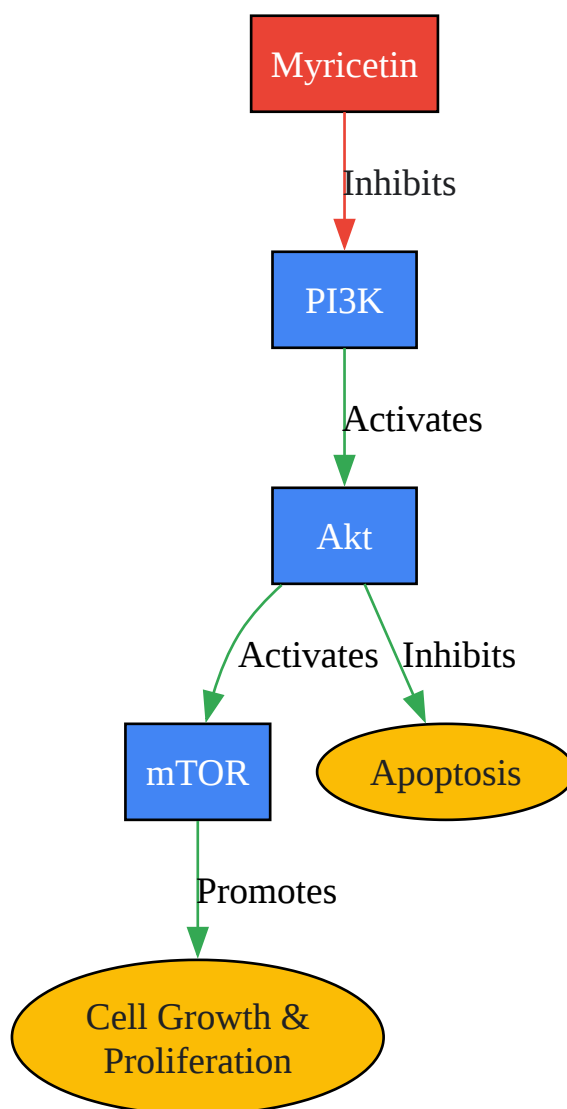 Myricetin
Inhibits
PI3K
Activates
Akt
Activates
Inhibits
mTOR
Apoptosis
Promotes
Cell Growth &
Proliferation